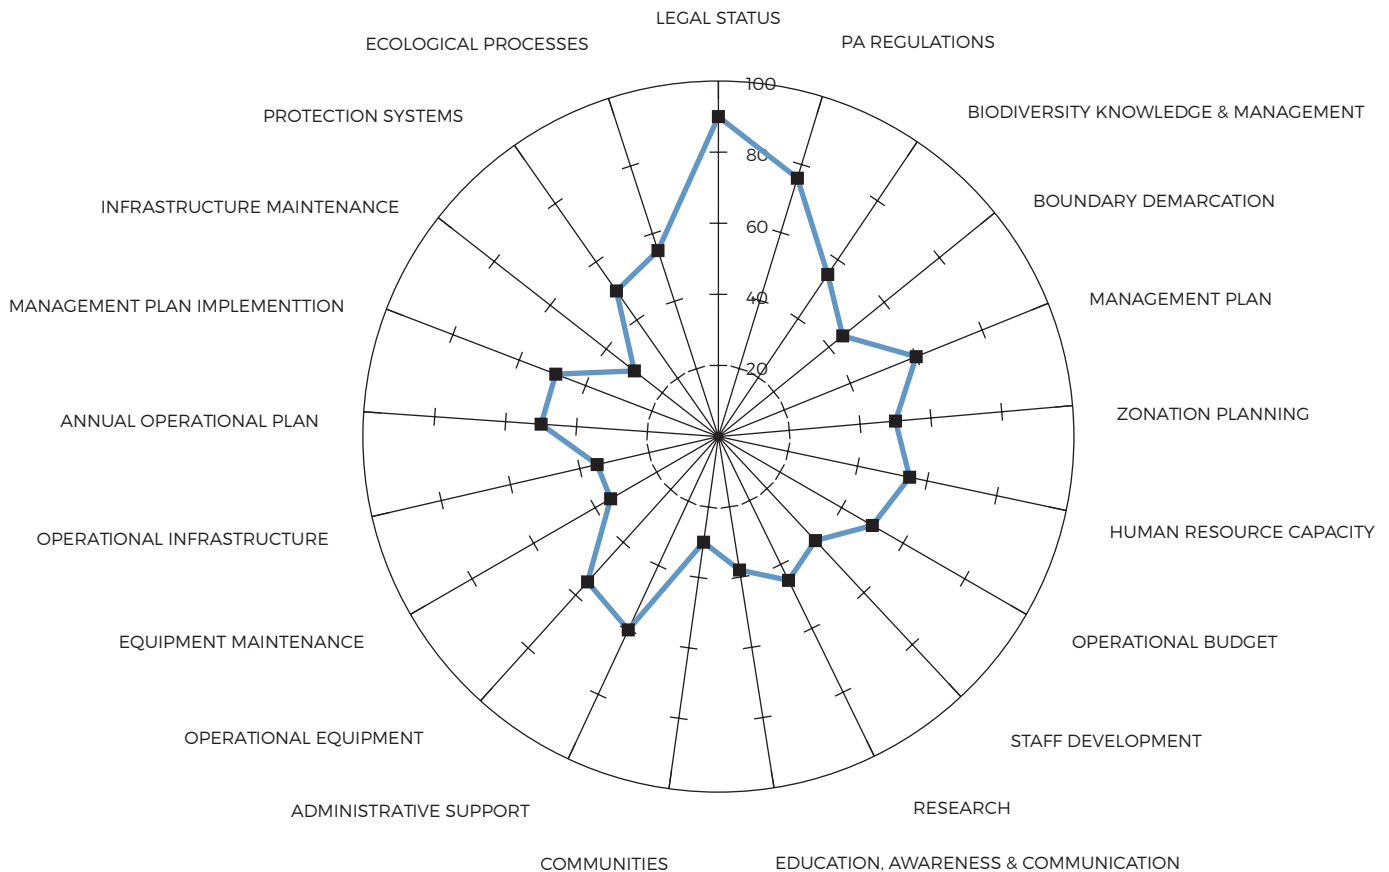 LEGAL STATUS
ECOLOGICAL PROCESSES
PA REGULATIONS
100
PROTECTION SYSTEMS
BIODIVERSITY KNOWLEDGE & MANAGEMENT
80
INFRASTRUCTURE MAINTENANCE
BOUNDARY DEMARCATION
60
MANAGEMENT PLAN IMPLEMENTTION
40
MANAGEMENT PLAN
20
ANNUAL OPERATIONAL PLAN
ZONATION PLANNING
OPERATIONAL INFRASTRUCTURE
HUMAN RESOURCE CAPACITY
EQUIPMENT MAINTENANCE
OPERATIONAL BUDGET
OPERATIONAL EQUIPMENT
STAFF DEVELOPMENT
ADMINISTRATIVE SUPPORT
RESEARCH
COMMUNITIES
EDUCATION, AWARENESS & COMMUNICATION